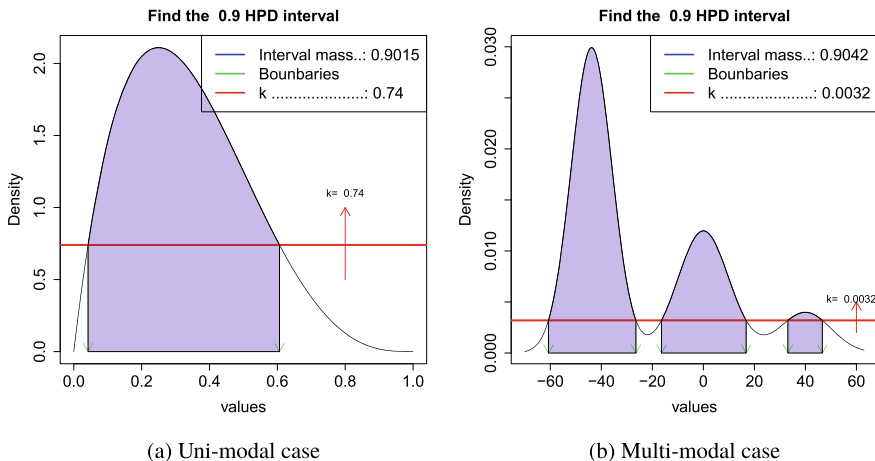 Find the  0.9 HPD interval
Interval mass..: 0.9015
Bounbaries
k ......................: 0.74
k=  0.74
Density
0.0
0.5
1.0
1.5
2.0
0.0 0.2 0.4 0.6 0.8 1.0
values
(a) Uni-modal case
Find the  0.9 HPD interval
Interval mass..: 0.9042
Bounbaries
k ......................: 0.0032
k=  0.0032
Density
0.000
0.010
0.020
0.030
−60 −40 −20 0 20 40 60
values
(b) Multi-modal case